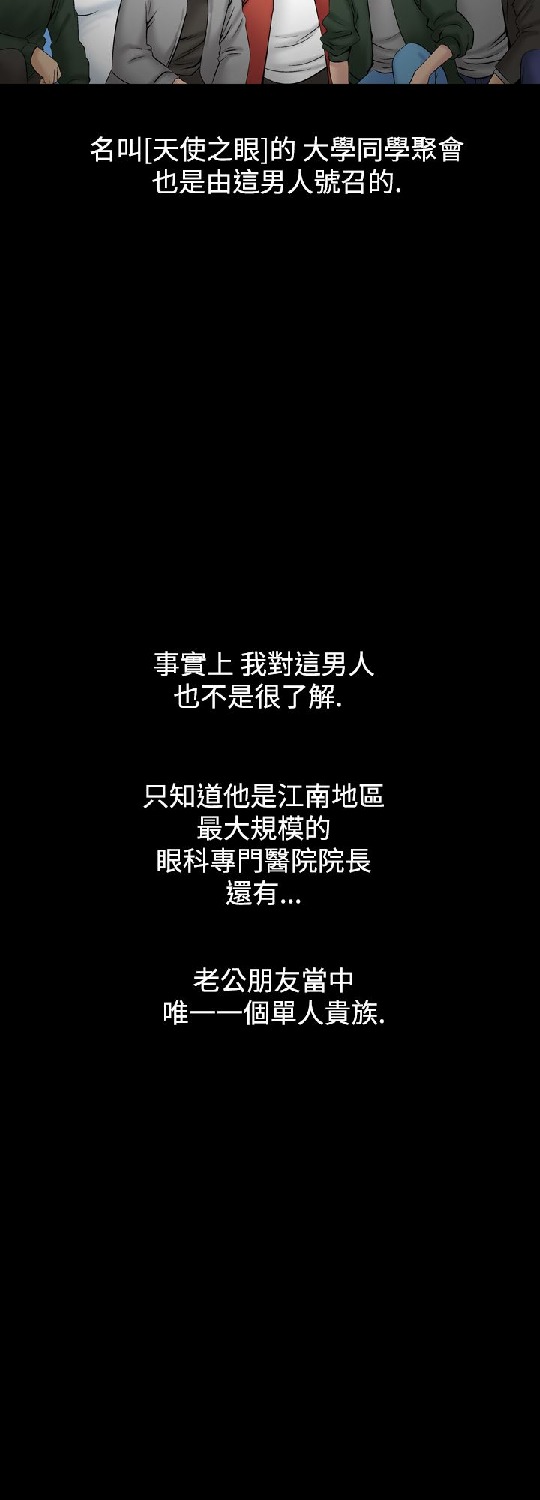 名叫[天使之眼]的 大學同學聚會
也是由這男人號召的.
事實上 我對這男人
也不是很了解.
只知道他是江南地區
最大規模的
眼科專門醫院院長
還有...
老公朋友當中
唯一一個單人貴族.